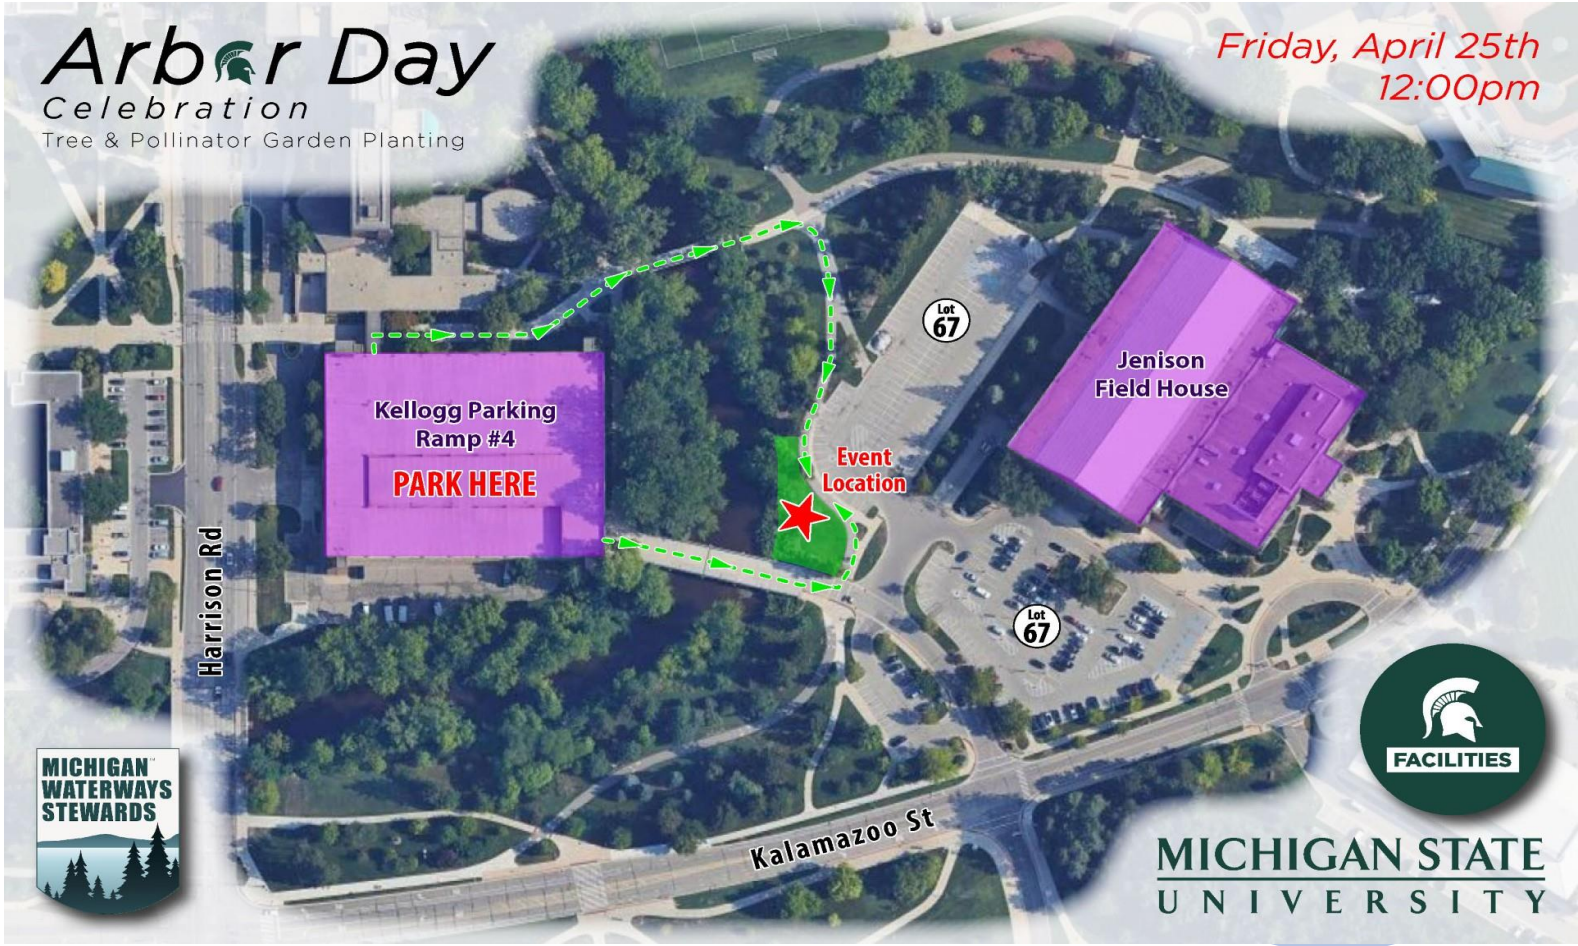 Arbor Day
Celebration
Tree & Pollinator Garden Planting
Friday, April 25th
12:00pm
Lot
67
Jenison
Field House
Kellogg Parking
Ramp #4
PARK HERE
Event
Location
Harrison Rd
Lot
67
Kalamazoo St
MICHIGAN
WATERWAYS
STEWARDS
FACILITIES
MICHIGAN STATE
UNIVERSITY